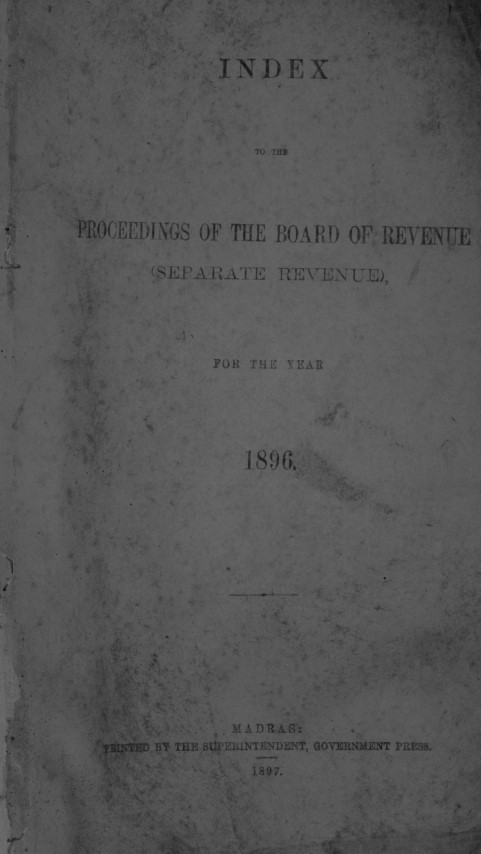 INDEX
TO THE
PROCEEDINGS OF THE BOARD OF REVENUE
(SEPARATE REVENUE),
FOR THE YEAR
1896.
MADRAS:
PRINTED BY THE SUPERINTENDENT, GOVERNMENT PRESS.
1897.